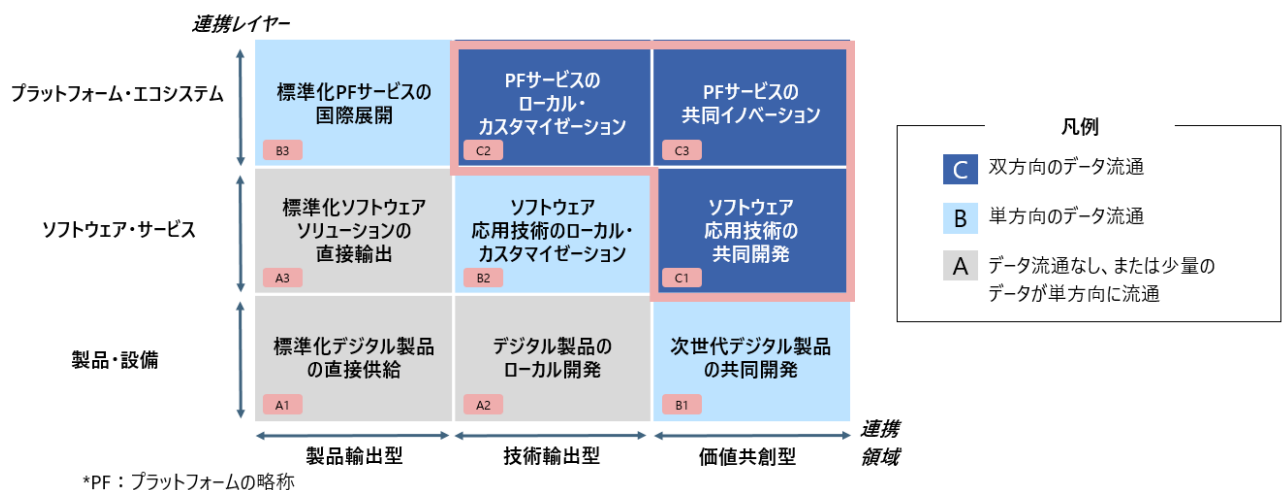 連携レイヤー
プラットフォーム・エコシステム
標準化PFサービスの
国際展開
B3
PFサービスの
ローカル・
カスタマイゼーション
C2
PFサービスの
共同イノベーション
C3
ソフトウェア・サービス
標準化ソフトウェア
ソリューションの
直接輸出
A3
ソフトウェア
応用技術のローカル・
カスタマイゼーション
B2
ソフトウェア
応用技術の
共同開発
C1
製品・設備
標準化デジタル製品
の直接供給
A1
デジタル製品の
ローカル開発
A2
次世代デジタル製品
の共同開発
B1
製品輸出型
技術輸出型
価値共創型
連携
領域
*PF：プラットフォームの略称
凡例
C 双方向のデータ流通
B 単方向のデータ流通
A データ流通なし、または少量の
データが単方向に流通